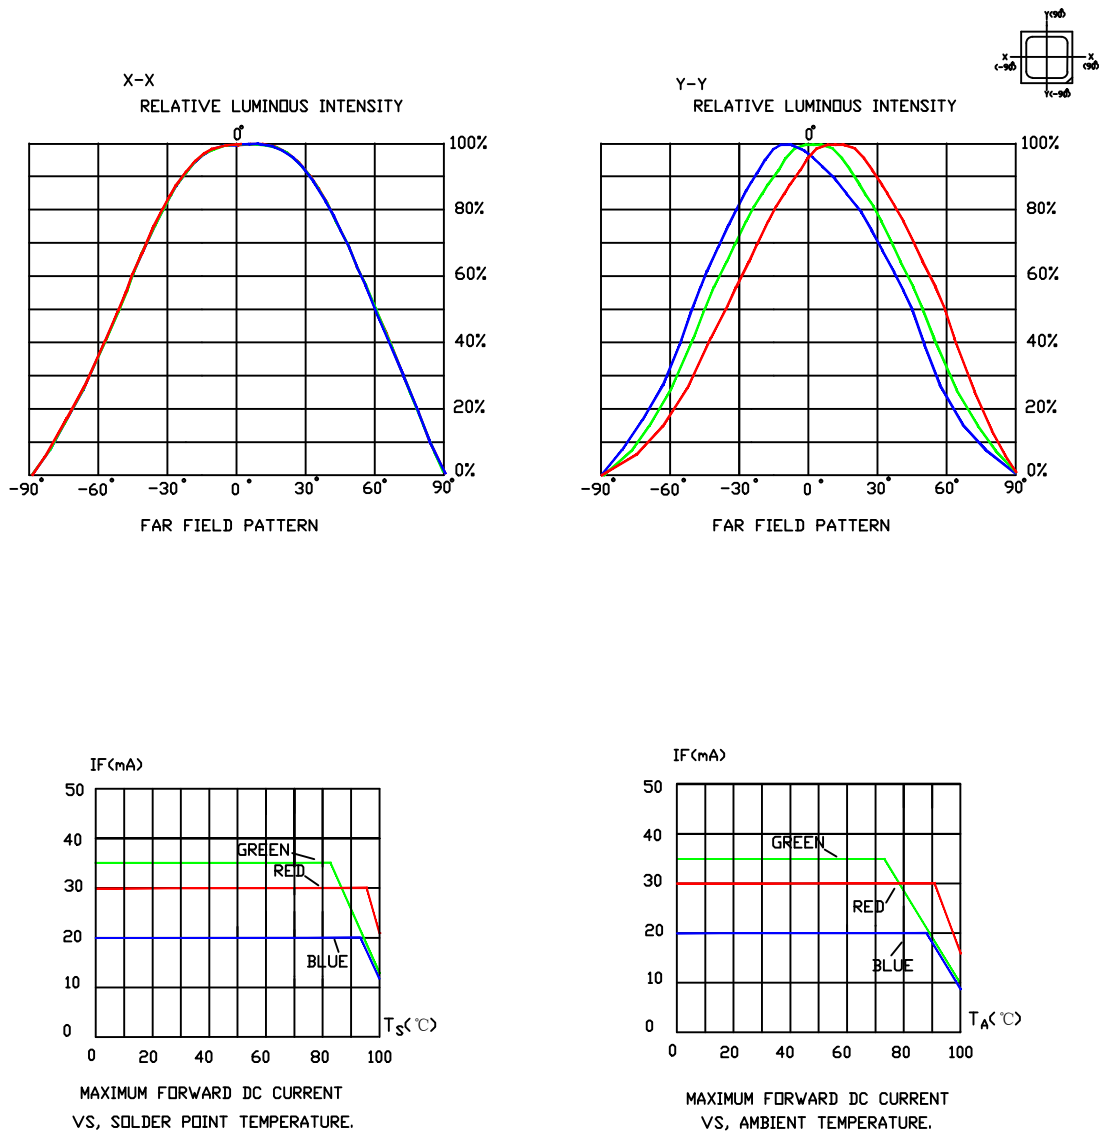 Y(90°)
X X
(-90°) (90°)
Y(-90°)
X-X
RELATIVE LUMINOUS INTENSITY
0°
100%
80%
60%
40%
20%
0%
-90° -60° -30° 0° 30° 60° 90°
FAR FIELD PATTERN
Y-Y
RELATIVE LUMINOUS INTENSITY
0°
100%
80%
60%
40%
20%
0%
-90° -60° -30° 0° 30° 60° 90°
FAR FIELD PATTERN
IF(mA)
50
40
GREEN
RED
30
20
BLUE
10
0
TS(℃)
0 20 40 60 80 100
MAXIMUM FORWARD DC CURRENT
VS, SOLDER POINT TEMPERATURE.
IF(mA)
50
40
GREEN
30
RED
20
BLUE
10
0
TA(℃)
0 20 40 60 80 100
MAXIMUM FORWARD DC CURRENT
VS, AMBIENT TEMPERATURE.